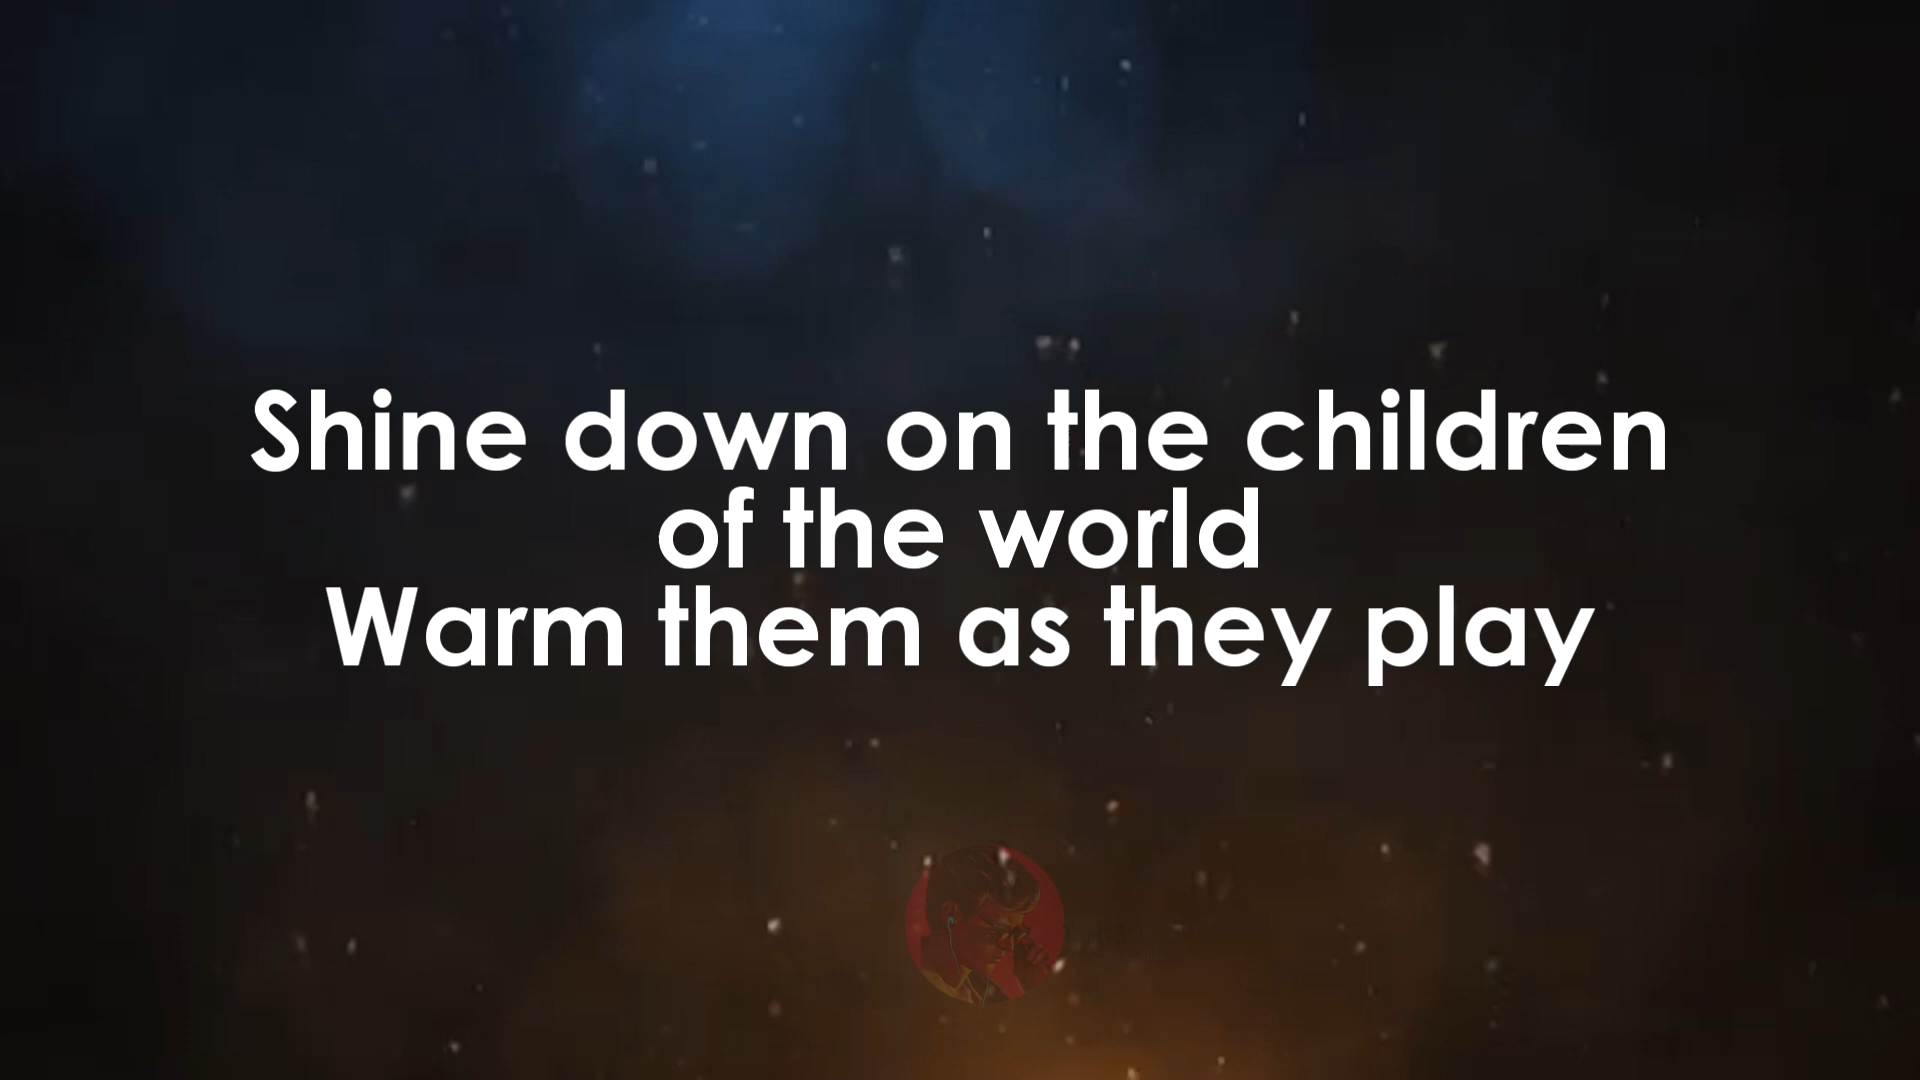 Shine down on the children
of the world
Warm them as they play